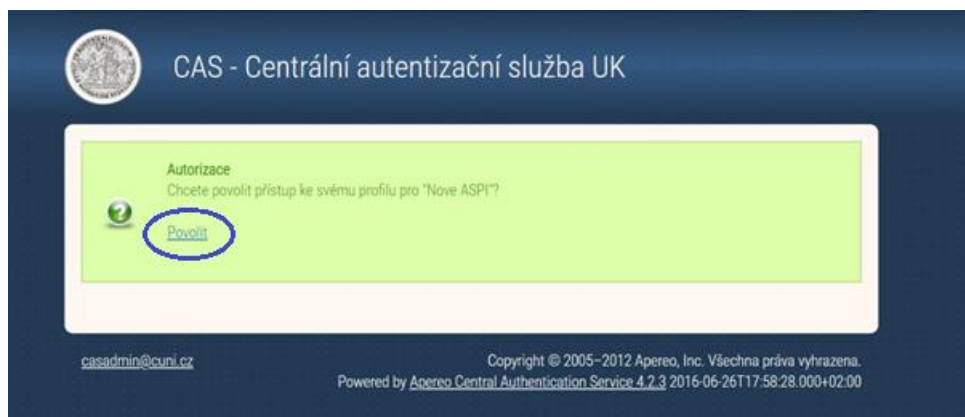 CAS - Centrální autentizační služba UK
Autorizace
Chcete povolit přístup ke svému profilu pro "Nove ASPI"?
Povolit
casadmin@cuni.cz
Copyright © 2005–2012 Apereo, Inc. Všechna práva vyhrazena.
Powered by Apereo Central Authentication Service 4.2.3 2016-06-26T17:58:28.000+02:00